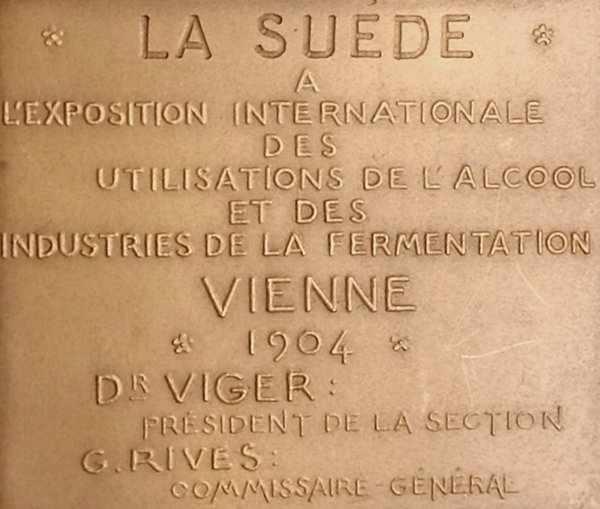 LA SUEDE
A
L'EXPOSITION INTERNATIONALE
DES
UTILISATIONS DE L'ALCOOL
ET DES
INDUSTRIES DE LA FERMENTATION
VIENNE
1904
DR VIGER :
PRÉSIDENT DE LA SECTION
G. RIVES :
COMMISSAIRE-GÉNÉRAL